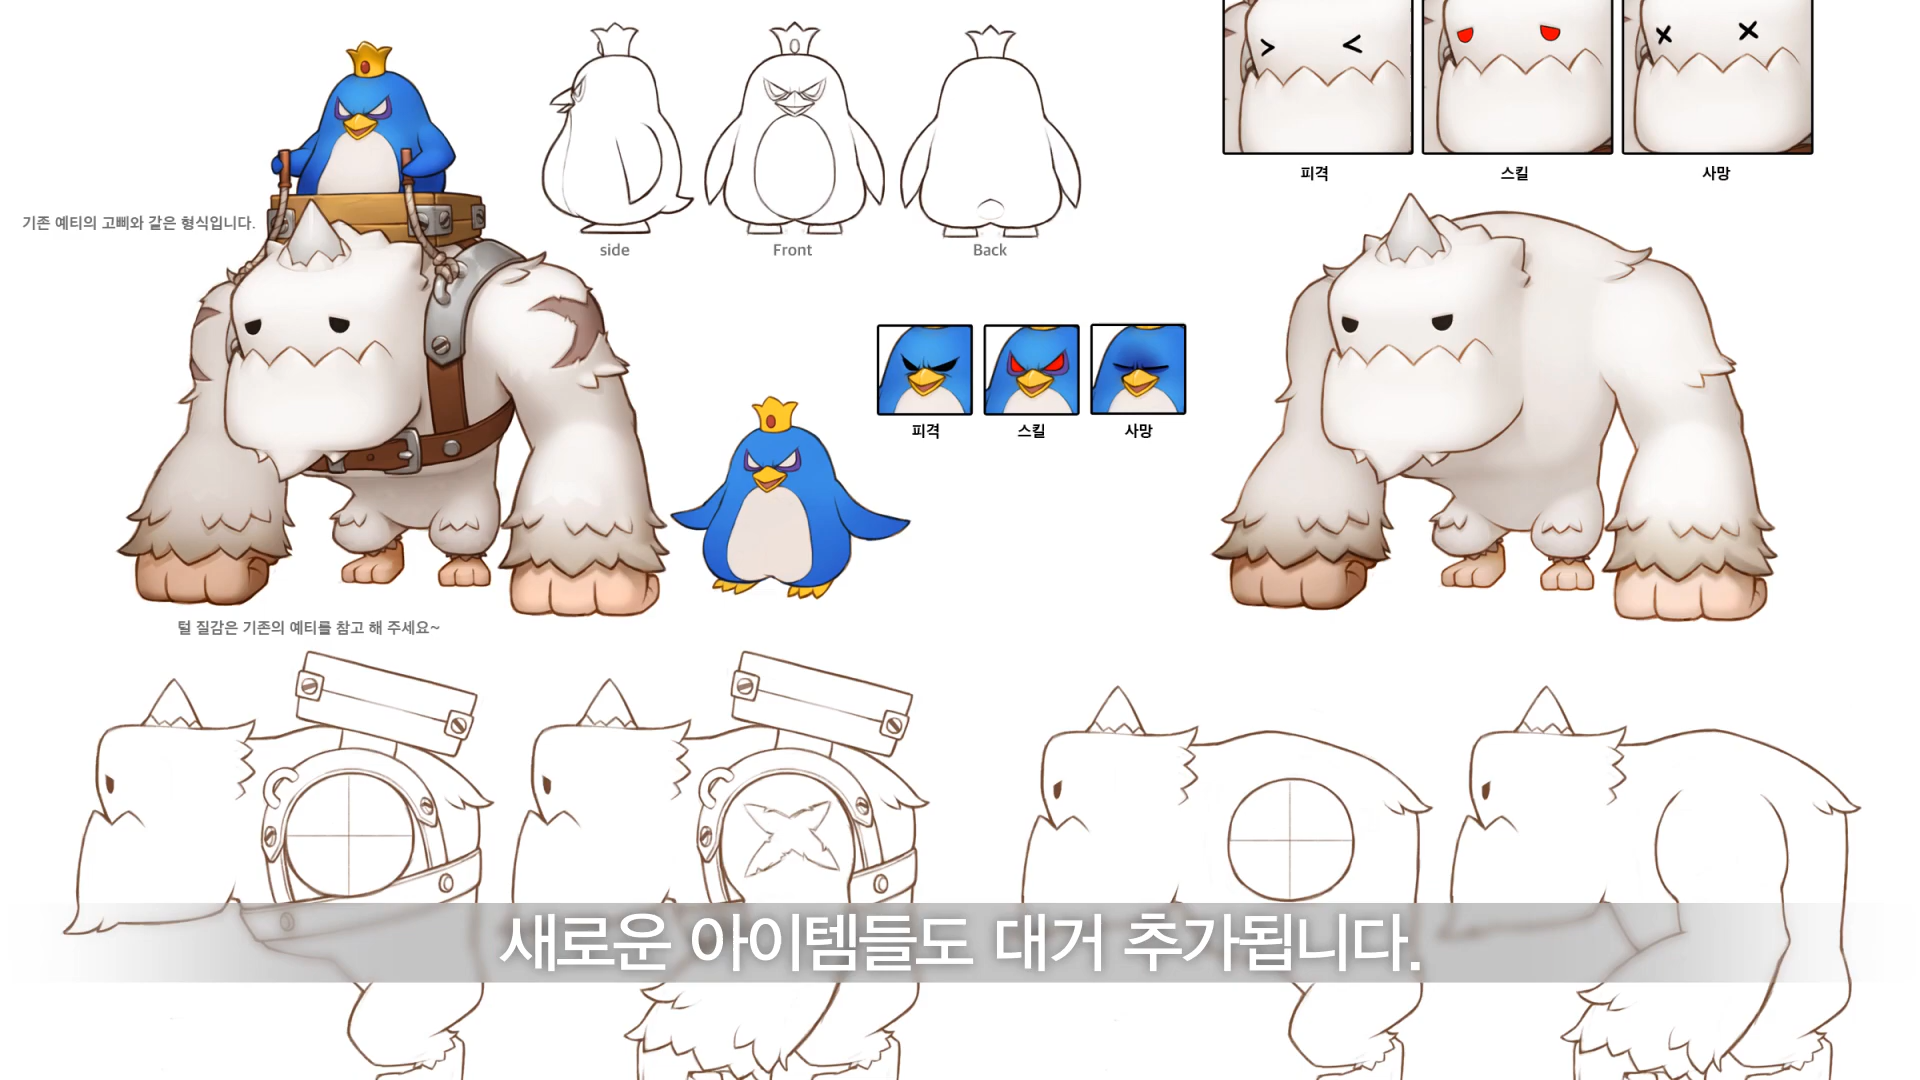 피격 스킬 사망
기존 예티의 고삐와 같은 형식입니다.
side Front Back
피격 스킬 사망
털 질감은 기존의 예티를 참고 해 주세요~
새로운 아이템들도 대거 추가됩니다.